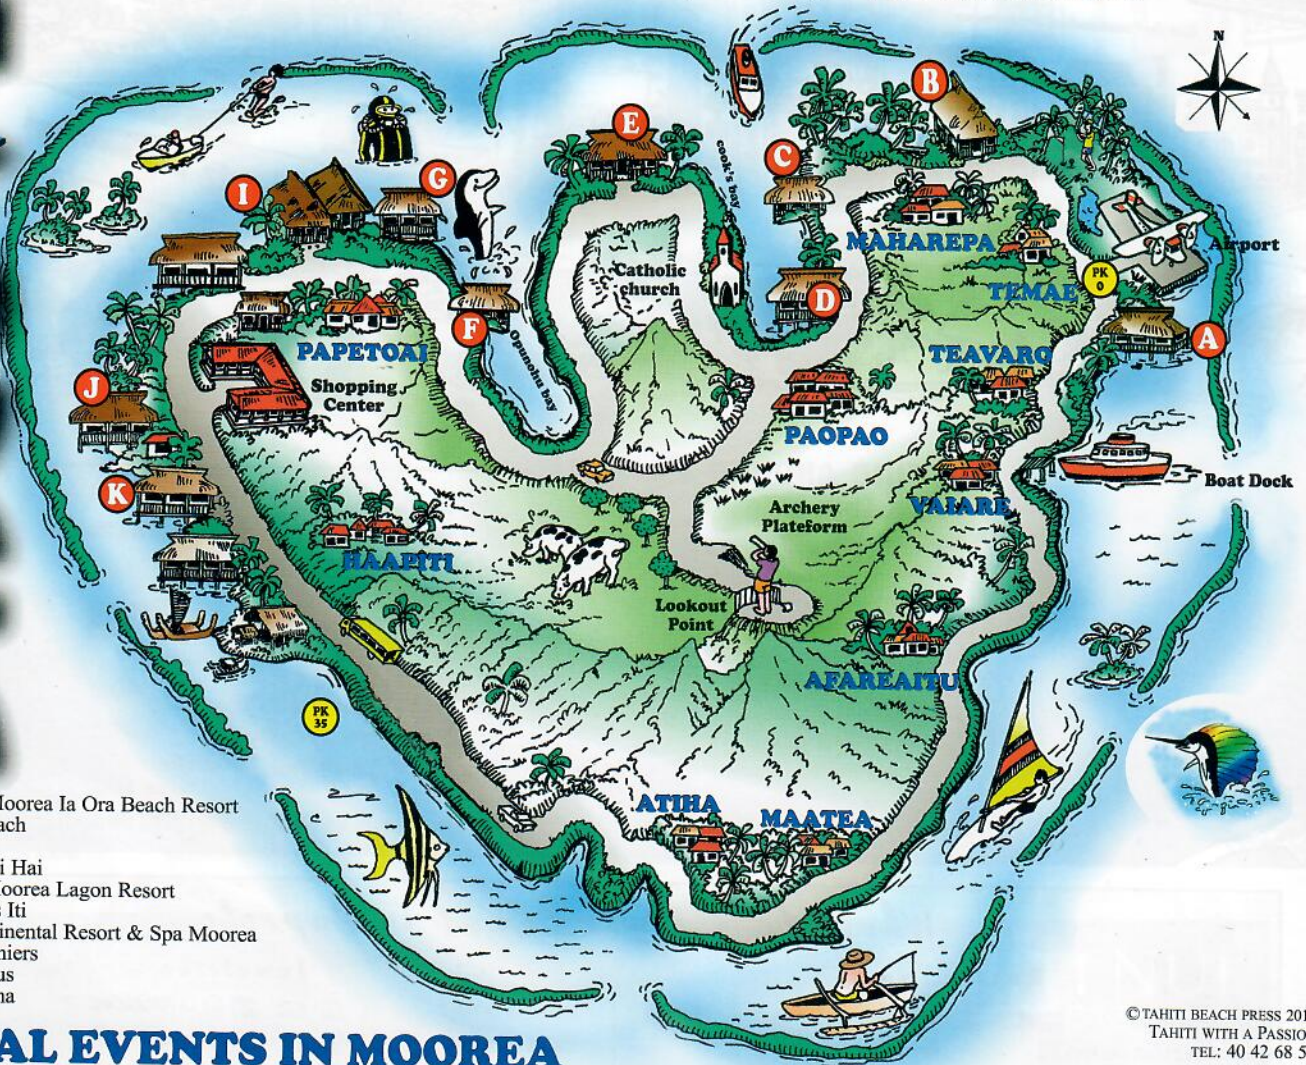 N
B
E
C
cook's bay
I
G
MAHAREPA
Airport
Catholic
church
TEMAE
PK
0
D
F
A
PAPETOAI
Opunohu bay
TEAVARO
Shopping
Center
J
PAOPAO
K
Boat Dock
VAIARE
Archery
Plateform
HAAPITI
Lookout
Point
AFAREAITU
PK
35
ATIHA
MAATEA
Moorea Ia Ora Beach Resort
ach
i Hai
Moorea Lagon Resort
s Iti
inental Resort & Spa Moorea
niers
us
na
AL EVENTS IN MOOREA
© TAHITI BEACH PRESS 201
TAHITI WITH A PASSIO
TEL: 40 42 68 5